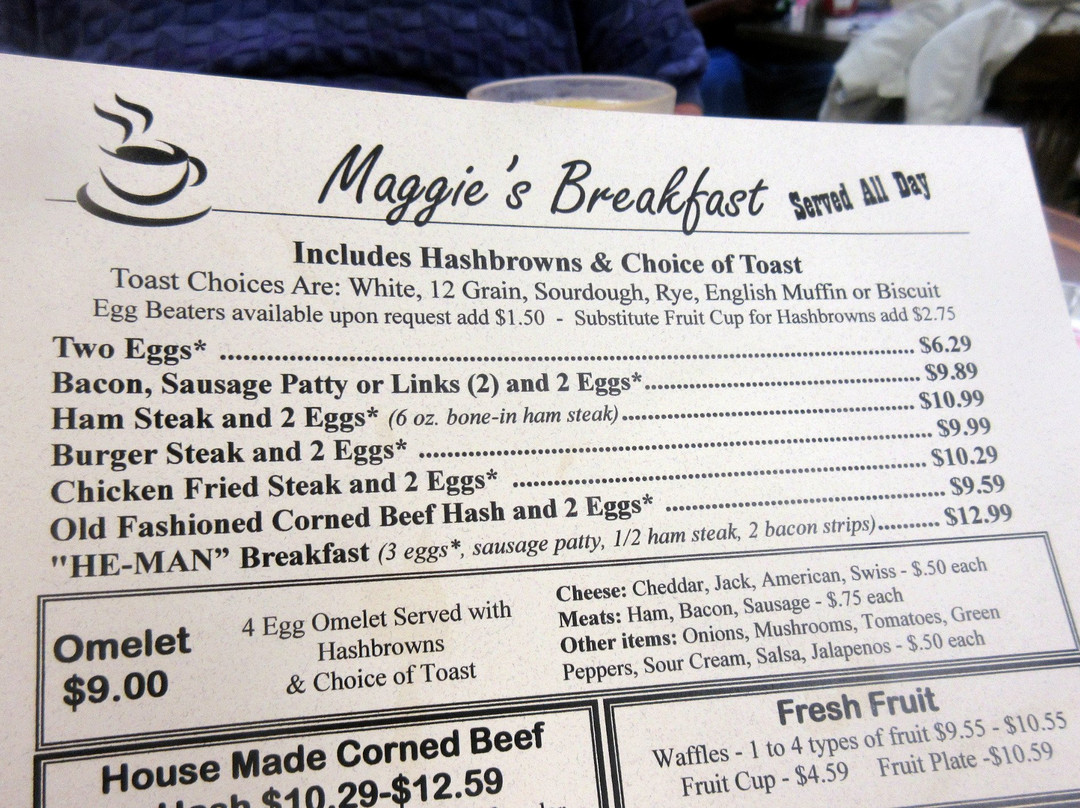 Maggie's Breakfast Served All Day
Includes Hashbrowns & Choice of Toast
Toast Choices Are: White, 12 Grain, Sourdough, Rye, English Muffin or Biscuit
Egg Beaters available upon request add $1.50 - Substitute Fruit Cup for Hashbrowns add $2.75
Two Eggs* ........ $6.29
Bacon, Sausage Patty or Links (2) and 2 Eggs*........ $9.89
Ham Steak and 2 Eggs* (6 oz. bone-in ham steak)........ $10.99
Burger Steak and 2 Eggs* ........ $9.99
Chicken Fried Steak and 2 Eggs* ........ $10.29
Old Fashioned Corned Beef Hash and 2 Eggs* ........ $9.59
"HE-MAN” Breakfast (3 eggs*, sausage patty, 1/2 ham steak, 2 bacon strips).......... $12.99
Omelet
$9.00
4 Egg Omelet Served with
Hashbrowns
& Choice of Toast
Cheese: Cheddar, Jack, American, Swiss - $.50 each
Meats: Ham, Bacon, Sausage - $.75 each
Other items: Onions, Mushrooms, Tomatoes, Green
Peppers, Sour Cream, Salsa, Jalapenos - $.50 each
House Made Corned Beef
Hash $10.29-$12.59
Fresh Fruit
Waffles - 1 to 4 types of fruit $9.55 - $10.55
Fruit Cup - $4.59 Fruit Plate -$10.59